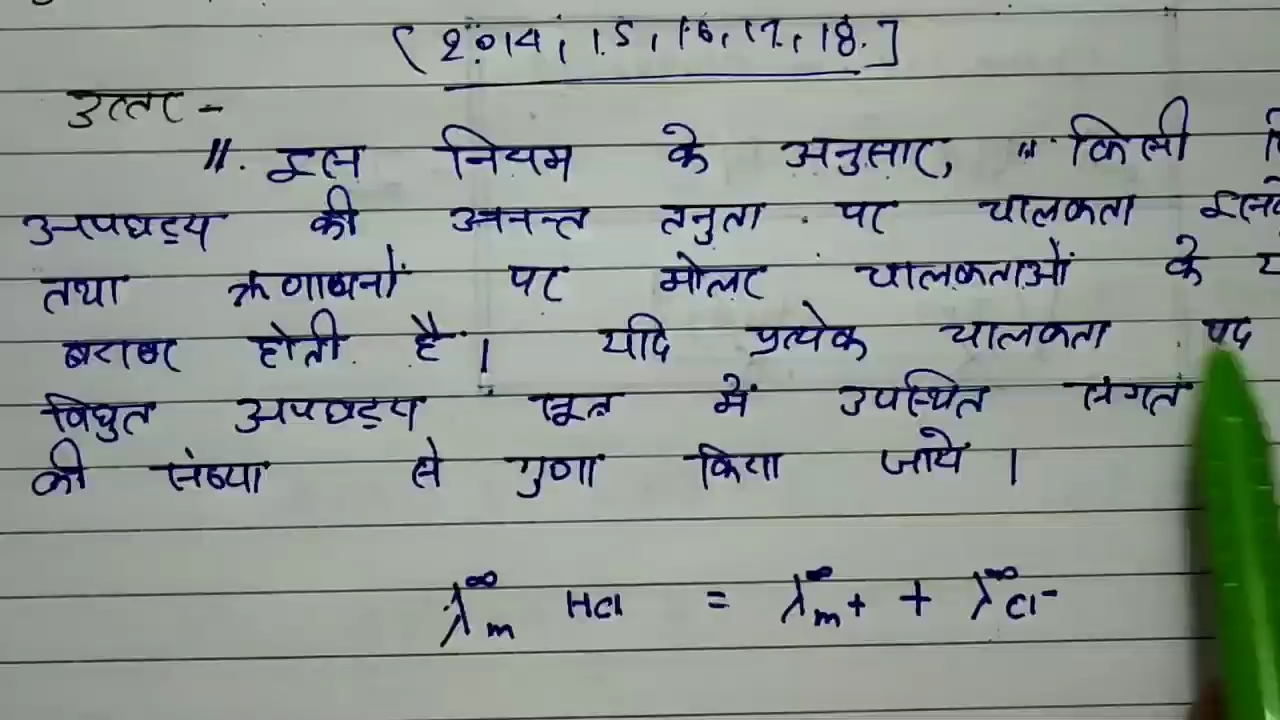 [2014, 15, 16, 17, 18.]
उत्तर -
". इस नियम के अनुसार, "किसी
अपघट्य की अनन्त तनुता पर चालकता
तथा ऋणायनों पर मोलर चालकताओं के
बराबर होती है। यदि प्रत्येक चालकता पद
विधुत अपघट्य सूत्र में उपस्थित संगत
की संख्या से गुणा किया जाये।
λ∞m HCl = λ∞m+ + λ∞Cl-